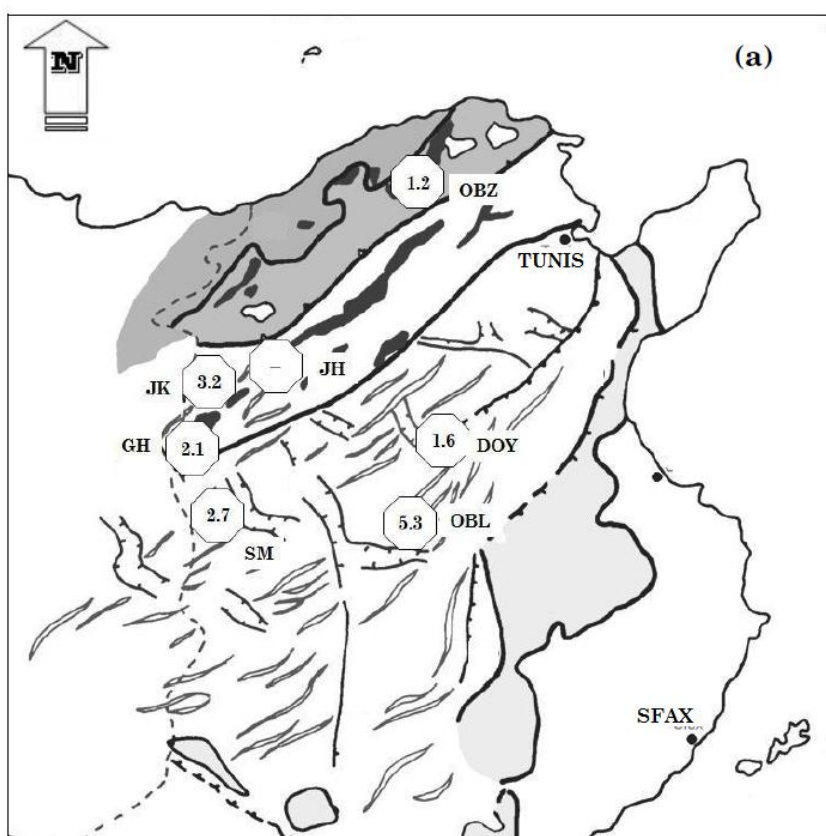 N
(a)
1.2
OBZ
TUNIS
–
JH
JK
3.2
GH
2.1
1.6
DOY
2.7
5.3
OBL
SM
SFAX